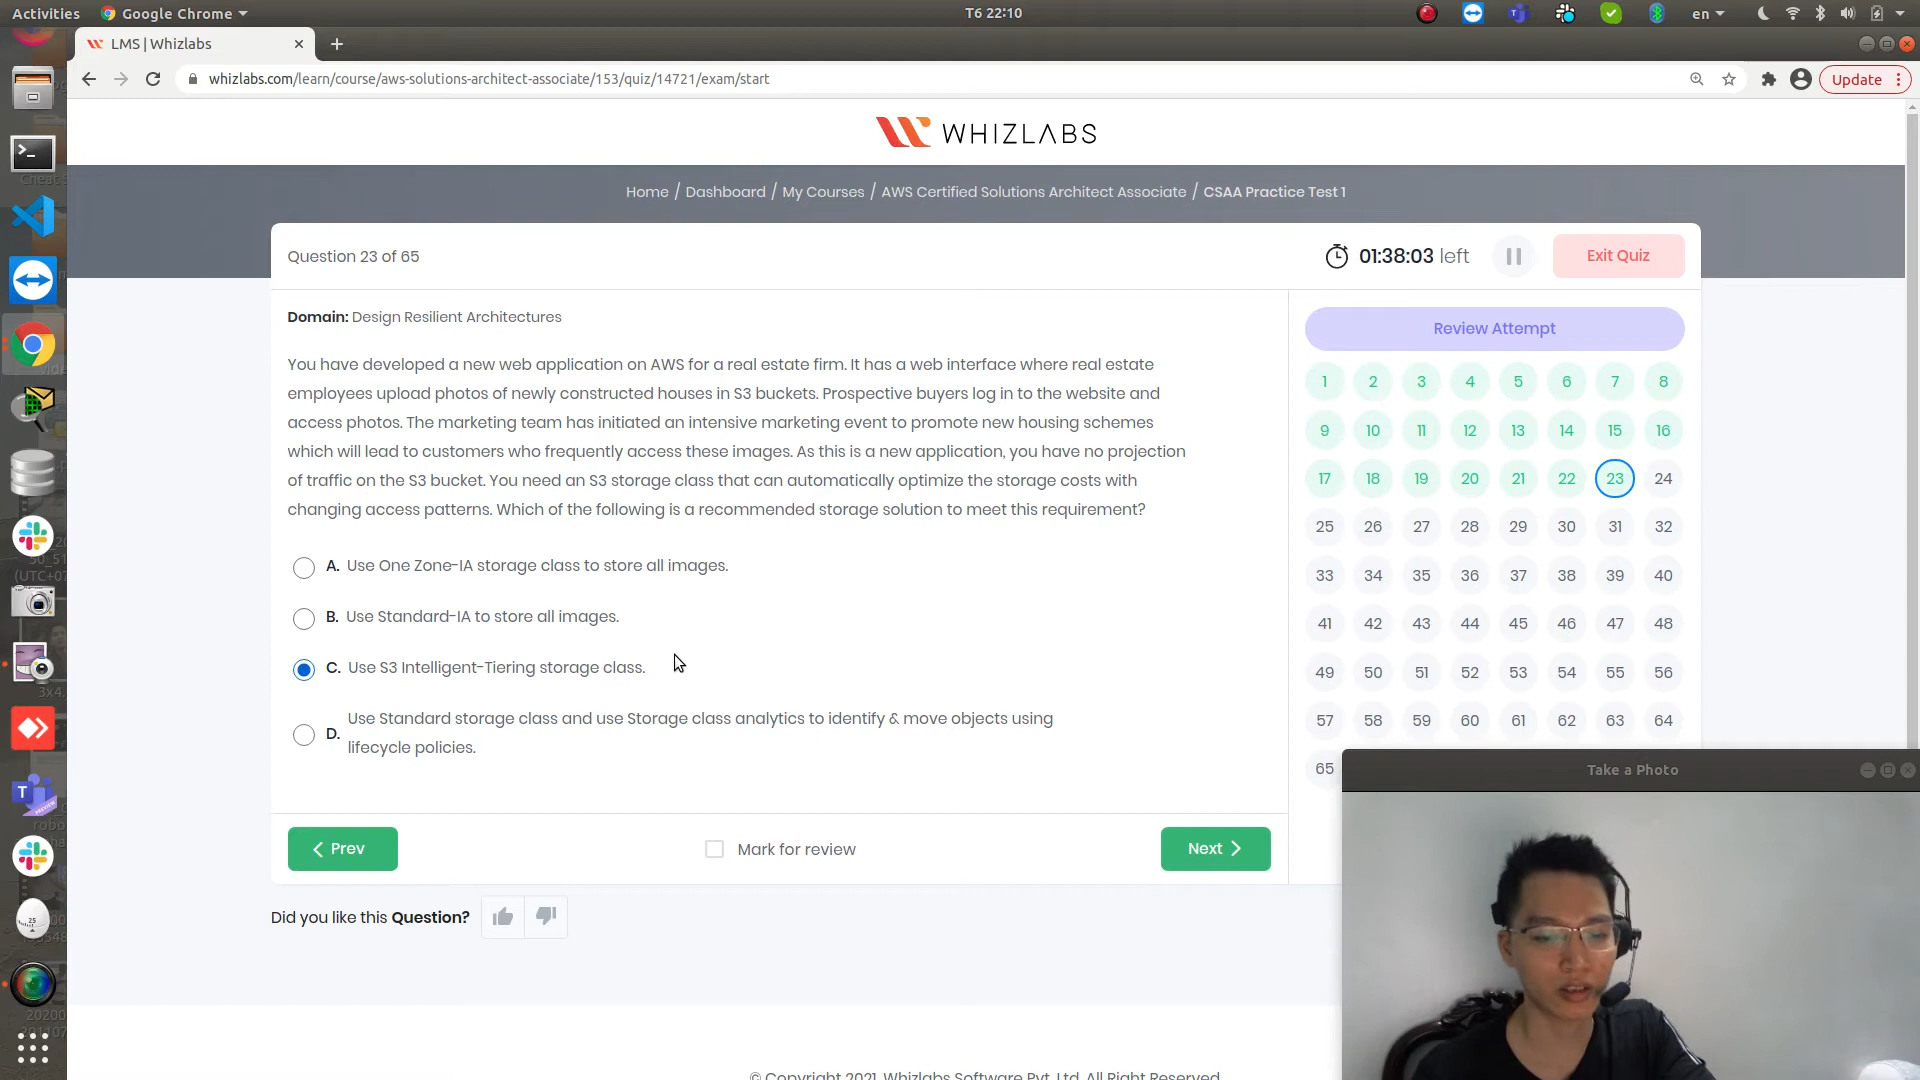 Activities
Google Chrome
T6 22:10
en
LMS | Whizlabs
whizlabs.com/learn/course/aws-solutions-architect-associate/153/quiz/14721/exam/start
Update
WHIZLABS
Home / Dashboard / My Courses / AWS Certified Solutions Architect Associate / CSAA Practice Test 1
Question 23 of 65
01:38:03 left
Exit Quiz
Domain: Design Resilient Architectures
You have developed a new web application on AWS for a real estate firm. It has a web interface where real estate
employees upload photos of newly constructed houses in S3 buckets. Prospective buyers log in to the website and
access photos. The marketing team has initiated an intensive marketing event to promote new housing schemes
which will lead to customers who frequently access these images. As this is a new application, you have no projection
of traffic on the S3 bucket. You need an S3 storage class that can automatically optimize the storage costs with
changing access patterns. Which of the following is a recommended storage solution to meet this requirement?
A. Use One Zone-IA storage class to store all images.
B. Use Standard-IA to store all images.
C. Use S3 Intelligent-Tiering storage class.
D. Use Standard storage class and use Storage class analytics to identify & move objects using
lifecycle policies.
Prev
Mark for review
Next
Did you like this Question?
Review Attempt
1 2 3 4 5 6 7 8
9 10 11 12 13 14 15 16
17 18 19 20 21 22 23 24
25 26 27 28 29 30 31 32
33 34 35 36 37 38 39 40
41 42 43 44 45 46 47 48
49 50 51 52 53 54 55 56
57 58 59 60 61 62 63 64
65
Take a Photo
© Copyright 2021. Whizlabs Software Pvt. Ltd. All Right Reserved.